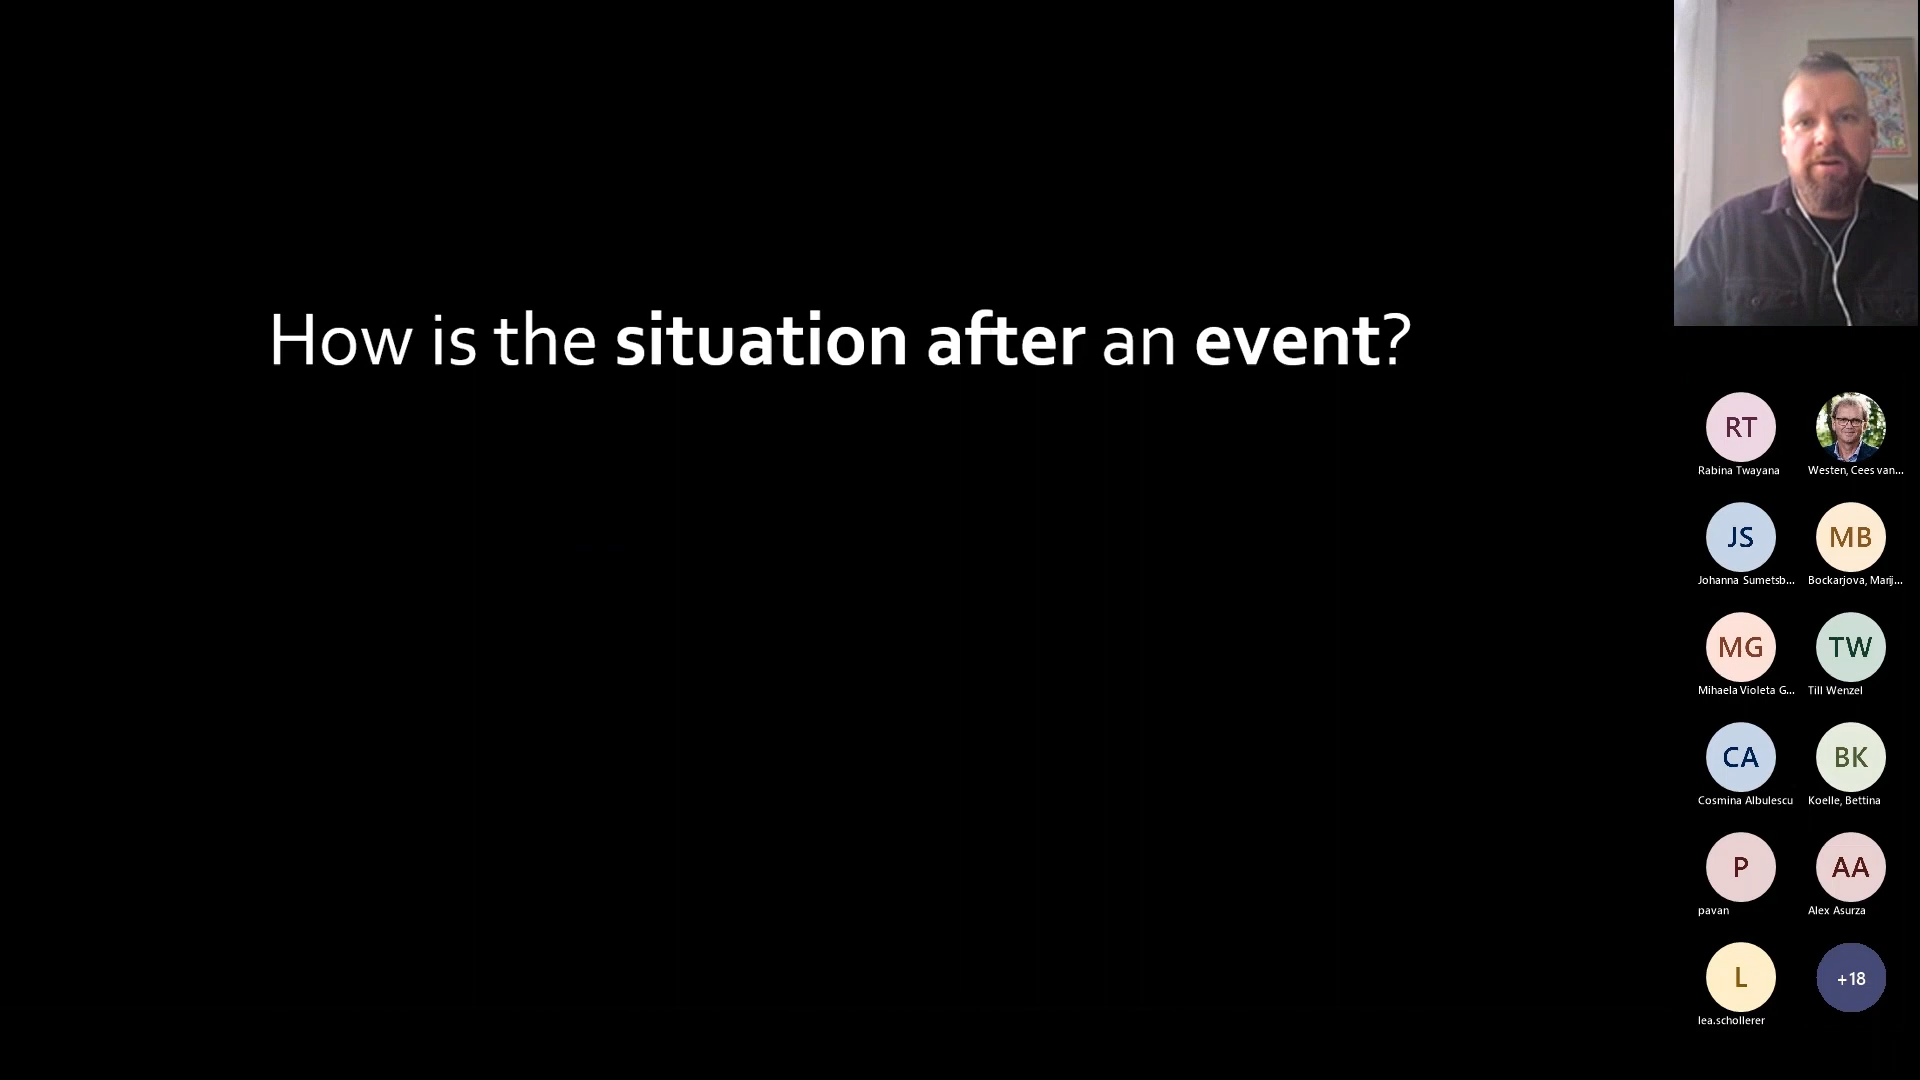 How is the situation after an event?
RT
Rabina Twayana
Westen, Cees van...
JS
Johanna Sumetsb...
MB
Bockarjova, Marij...
MG
Mihaela Violeta G...
TW
Till Wenzel
CA
Cosmina Albulescu
BK
Koelle, Bettina
P
pavan
AA
Alex Asurza
L
lea.schollerer
+18